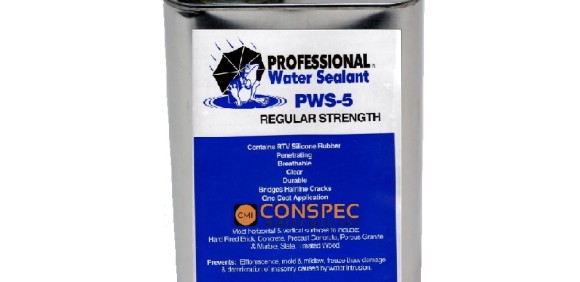 PROFESSIONAL
Water Sealant
PWS-5
REGULAR STRENGTH
Contains RTV Silicone Rubber
Penetrating
Breathable
Clear
Durable
Bridges Hairline Cracks
One Coat Application
CMI CONSPEC
Most horizontal & vertical surfaces to include:
Hard Fired Brick, Concrete, Precast Concrete, Porous Granite
& Marble, Slate, Treated Wood.
Prevents: Efflorescence, mold & mildew, freeze-thaw damage
& deterioration of masonry caused by water intrusion.